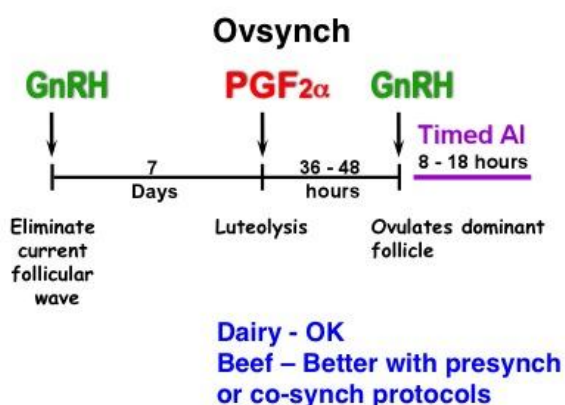 Ovsynch
GnRH PGF2α GnRH
Timed AI
7 36 - 48 8 - 18 hours
Days hours
Eliminate Luteolysis Ovulates dominant
current follicle
follicular
wave
Dairy - OK
Beef – Better with presynch
or co-synch protocols